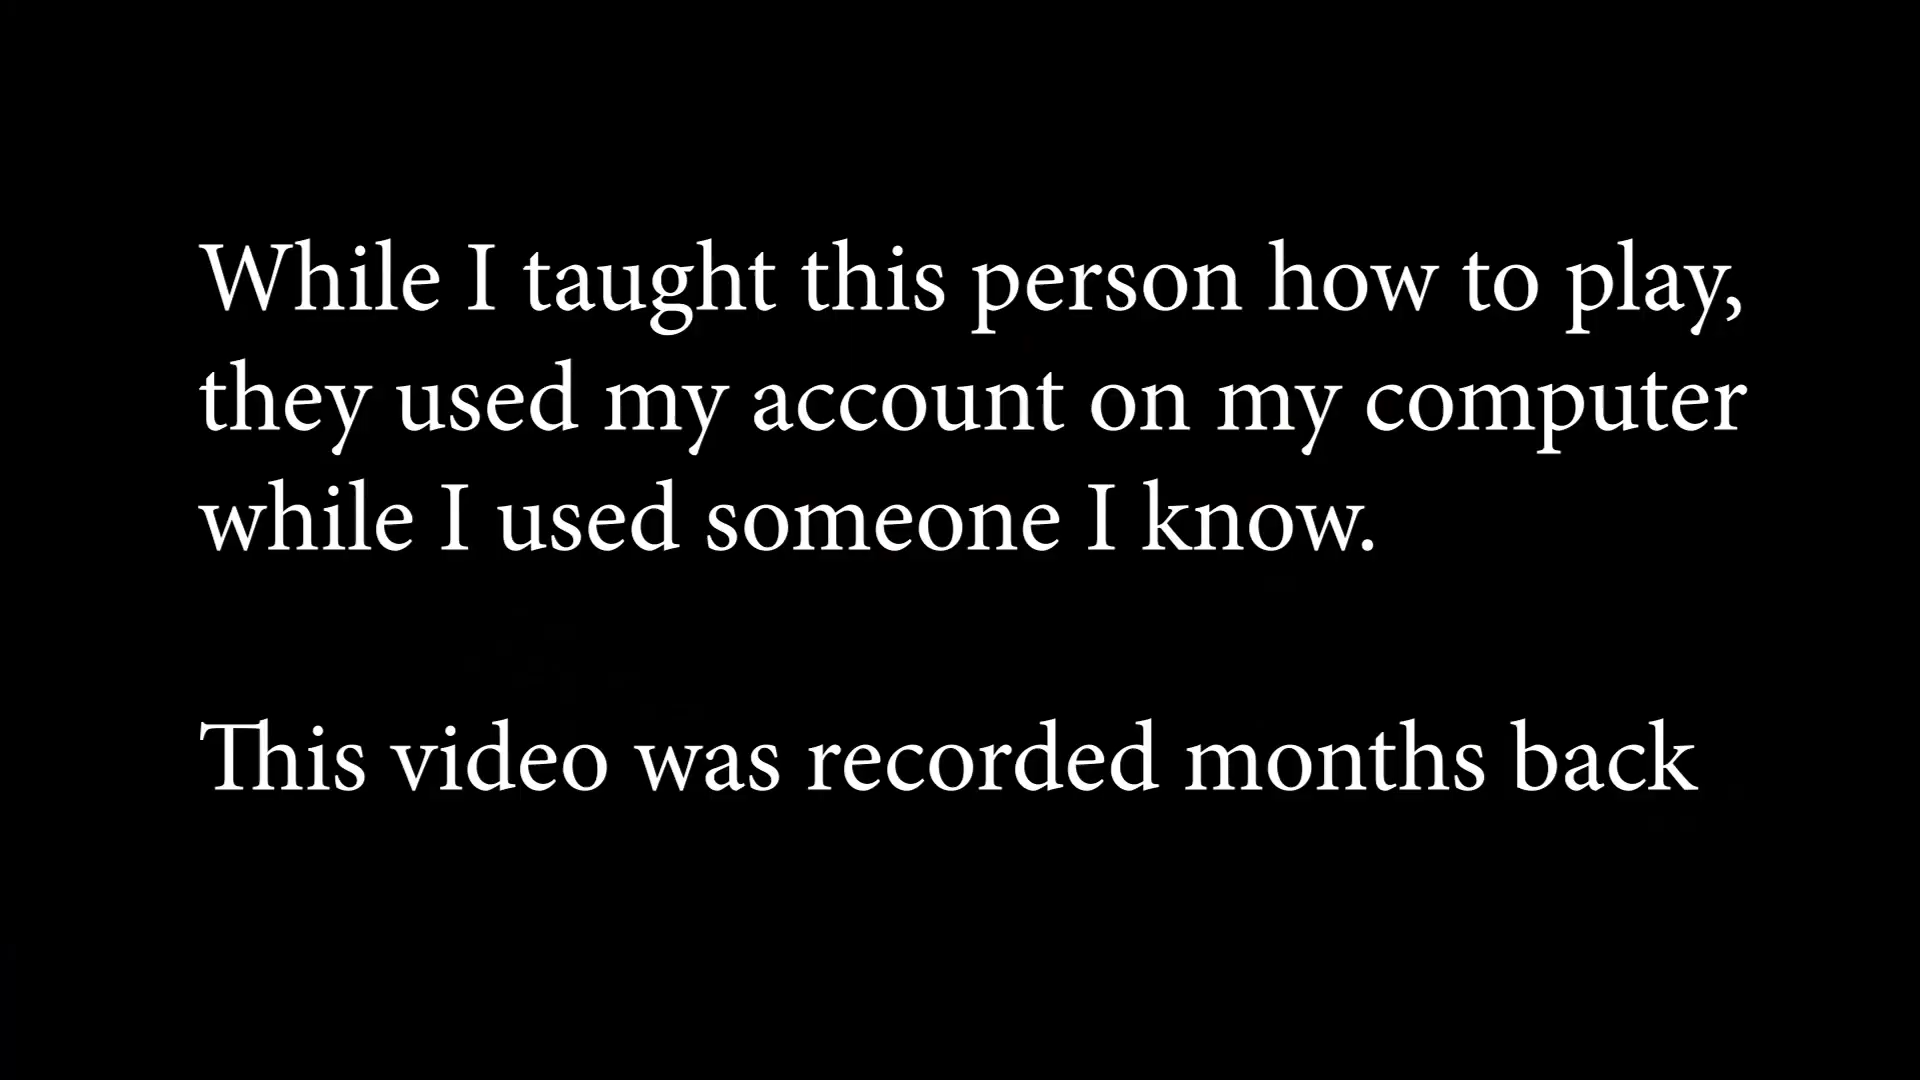 While I taught this person how to play,
they used my account on my computer
while I used someone I know.
This video was recorded months back